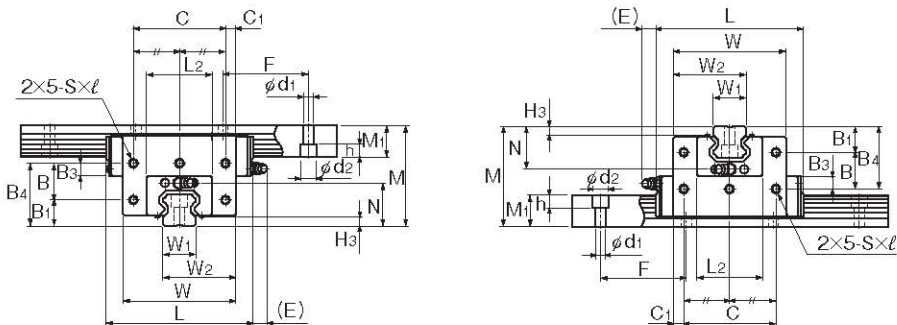 C
C1
L2
F
2×5-S×ℓ
φd1
B3
B
B4
B1
h
M1
φd2
M
N
H3
W1
W2
W
L
(E)
(E)
L
W
W2
W1
H3
N
M
M1
h
φd2
φd1
B1
B3
B
B4
2×5-S×ℓ
F
L2
C1
C